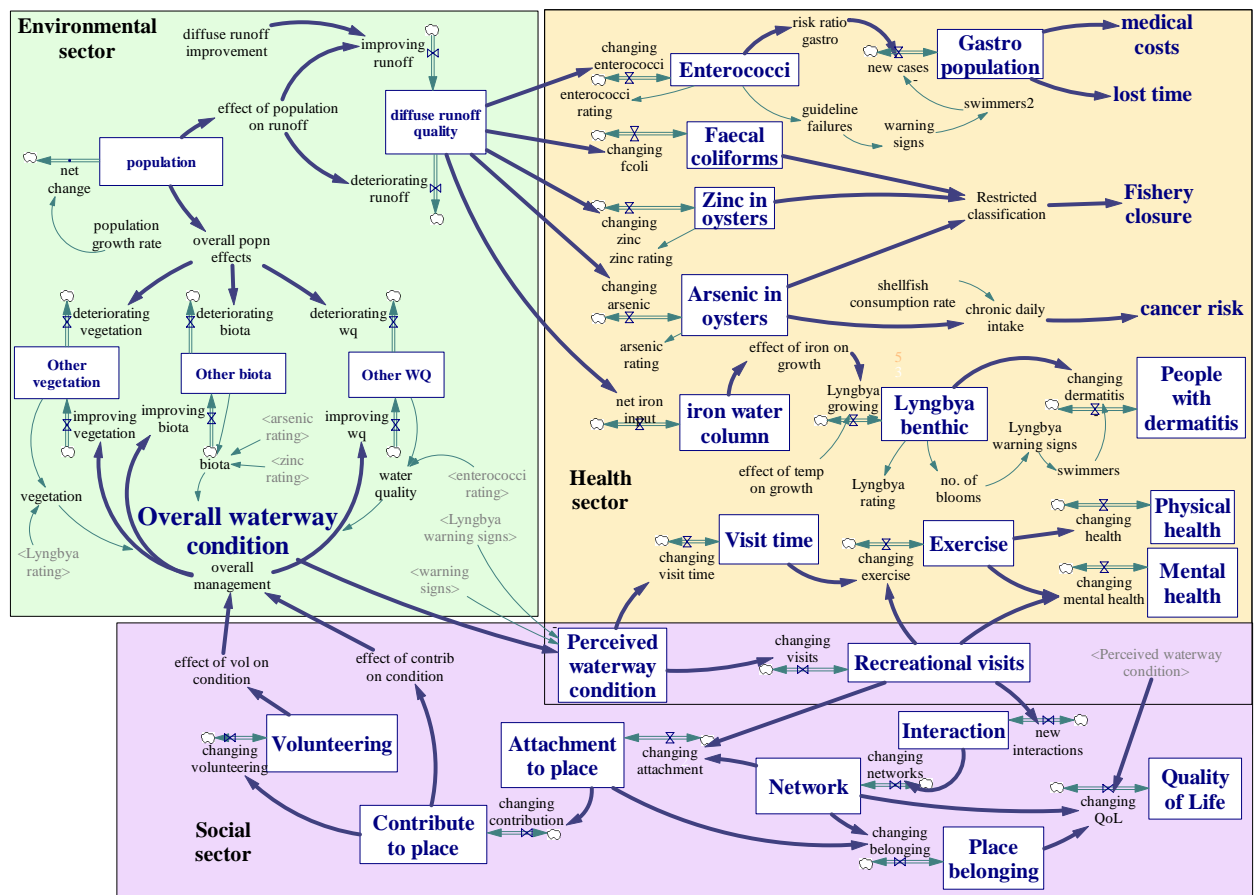 Environmental
sector
diffuse runoff
improvement
improving
runoff
effect of population
on runoff
diffuse runoff
quality
population
net
change
deteriorating
runoff
population
growth rate
overall popn
effects
deteriorating
vegetation
deteriorating
biota
deteriorating
wq
Other
vegetation
Other biota
Other WQ
improving
vegetation
improving
biota
improving
wq
<arsenic
rating>
<zinc
rating>
biota
water
quality
<enterococci
rating>
vegetation
<Lyngbya
rating>
Overall waterway
condition
overall
management
<Lyngbya
warning signs>
<warning
signs>
changing
enterococci
Enterococci
enterococci
rating
risk ratio
gastro
new cases
-
Gastro
population
medical
costs
lost time
guideline
failures
warning
signs
swimmers2
changing
fcoli
Faecal
coliforms
Zinc in
oysters
changing
zinc
zinc rating
Restricted
classification
Fishery
closure
changing
arsenic
Arsenic in
oysters
arsenic
rating
shellfish
consumption rate
chronic daily
intake
cancer risk
effect of iron on
growth
5
3
net iron
input
iron water
column
Lyngbya
growing
Lyngbya
benthic
changing
dermatitis
People
with
dermatitis
Lyngbya
warning signs
effect of temp
on growth
Lyngbya
rating
no. of
blooms
swimmers
Health
sector
changing
visit time
Visit time
changing
exercise
Exercise
changing
health
Physical
health
changing
mental health
Mental
health
-
Perceived
waterway
condition
changing
visits
Recreational visits
<Perceived waterway
condition>
effect of vol on
condition
effect of contrib
on condition
changing
volunteering
Volunteering
Attachment
to place
changing
attachment
Interaction
new
interactions
Network
changing
networks
changing
QoL
Quality
of Life
changing
contribution
Contribute
to place
changing
belonging
Place
belonging
Social
sector